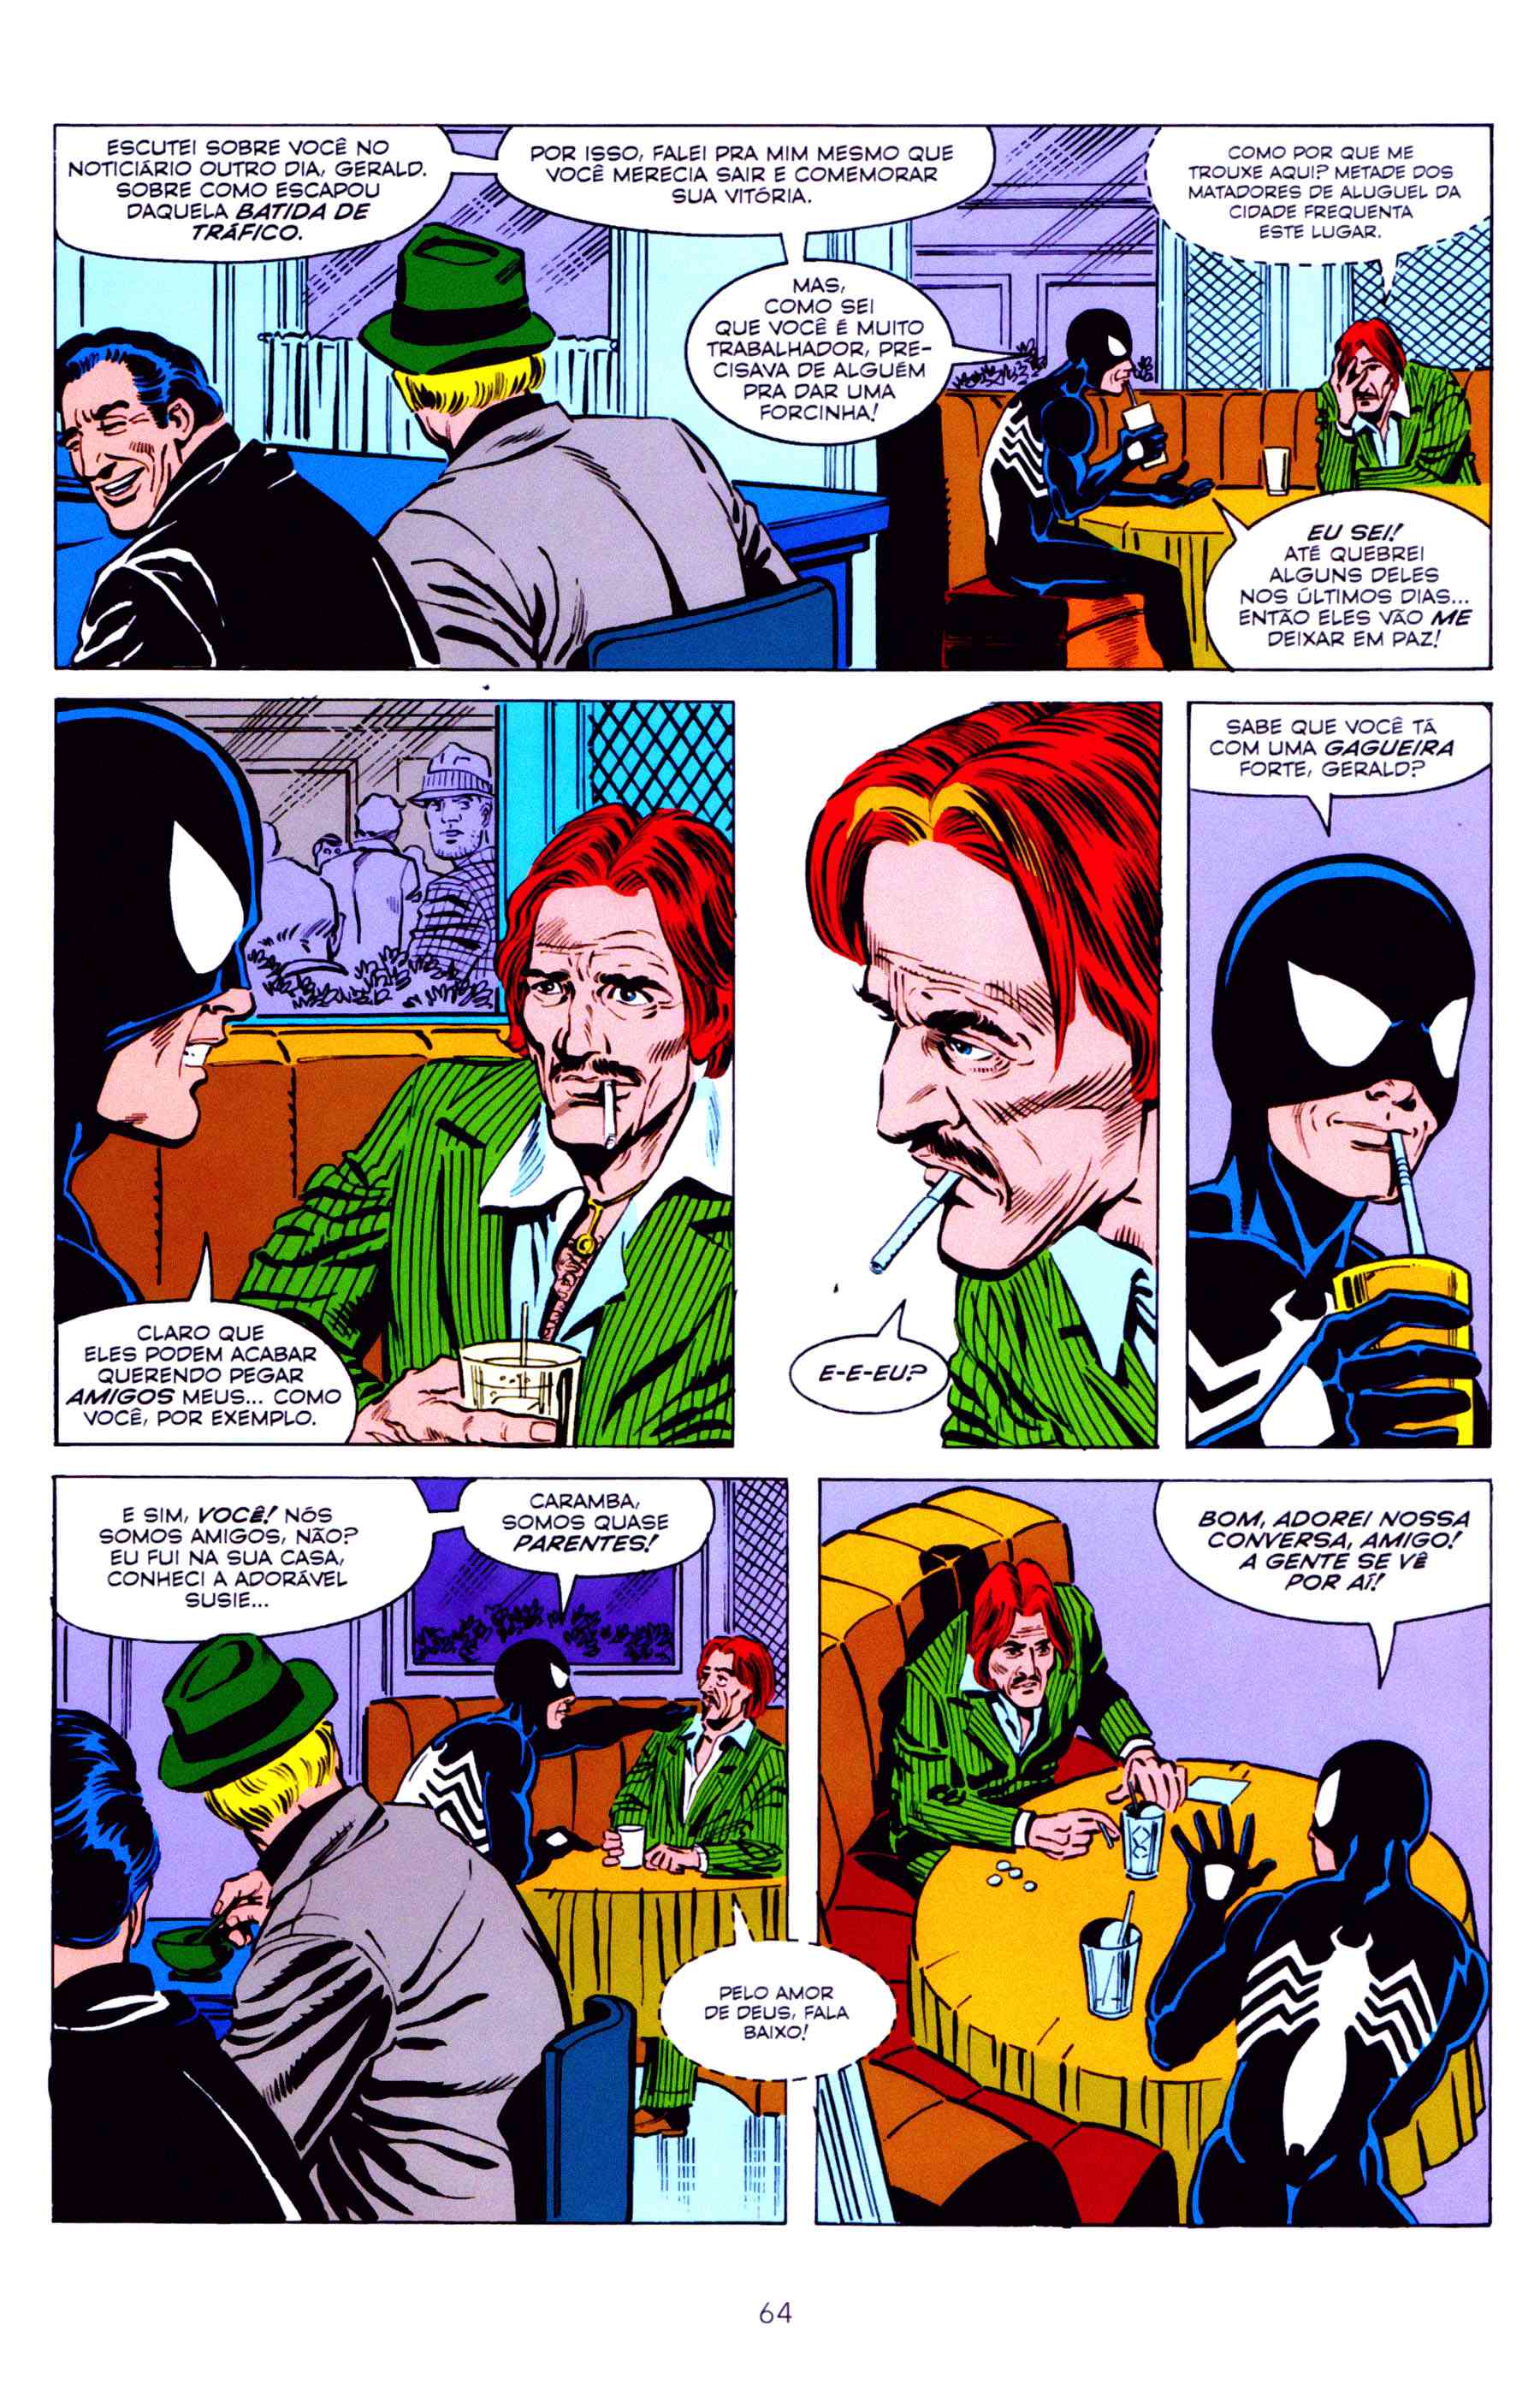 ESCUTEI SOBRE VOCÊ NO
NOTICIÁRIO OUTRO DIA, GERALD.
SOBRE COMO ESCAPOU
DAQUELA BATIDA DE
TRÁFICO.
POR ISSO, FALEI PRA MIM MESMO QUE
VOCÊ MERECIA SAIR E COMEMORAR
SUA VITÓRIA.
MAS,
COMO SEI
QUE VOCÊ É MUITO
TRABALHADOR, PRE-
CISAVA DE ALGUÉM
PRA DAR UMA
FORCINHA!
COMO POR QUE ME
TROUXE AQUI? METADE DOS
MATADORES DE ALUGUEL DA
CIDADE FREQUENTA
ESTE LUGAR.
EU SEI!
ATÉ QUEBREI
ALGUNS DELES
NOS ÚLTIMOS DIAS...
ENTÃO ELES VÃO ME
DEIXAR EM PAZ!
CLARO QUE
ELES PODEM ACABAR
QUERENDO PEGAR
AMIGOS MEUS... COMO
VOCÊ, POR EXEMPLO.
E-E-EU?
SABE QUE VOCÊ TÁ
COM UMA GAGUEIRA
FORTE, GERALD?
E SIM, VOCÊ! NÓS
SOMOS AMIGOS, NÃO?
EU FUI NA SUA CASA,
CONHECI A ADORÁVEL
SUSIE...
CARAMBA,
SOMOS QUASE
PARENTES!
PELO AMOR
DE DEUS, FALA
BAIXO!
BOM, ADOREI NOSSA
CONVERSA, AMIGO!
A GENTE SE VÊ
POR AÍ!
64